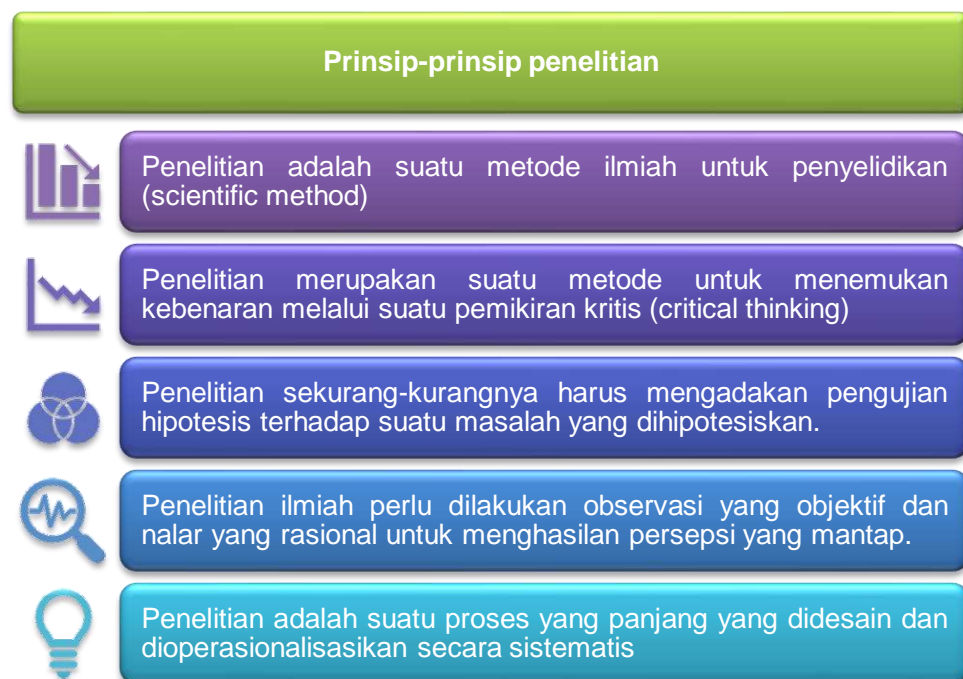 Prinsip-prinsip penelitian
Penelitian adalah suatu metode ilmiah untuk penyelidikan
(scientific method)
Penelitian merupakan suatu metode untuk menemukan
kebenaran melalui suatu pemikiran kritis (critical thinking)
Penelitian sekurang-kurangnya harus mengadakan pengujian
hipotesis terhadap suatu masalah yang dihipotesiskan.
Penelitian ilmiah perlu dilakukan observasi yang objektif dan
nalar yang rasional untuk menghasilan persepsi yang mantap.
Penelitian adalah suatu proses yang panjang yang didesain dan
dioperasionalisasikan secara sistematis